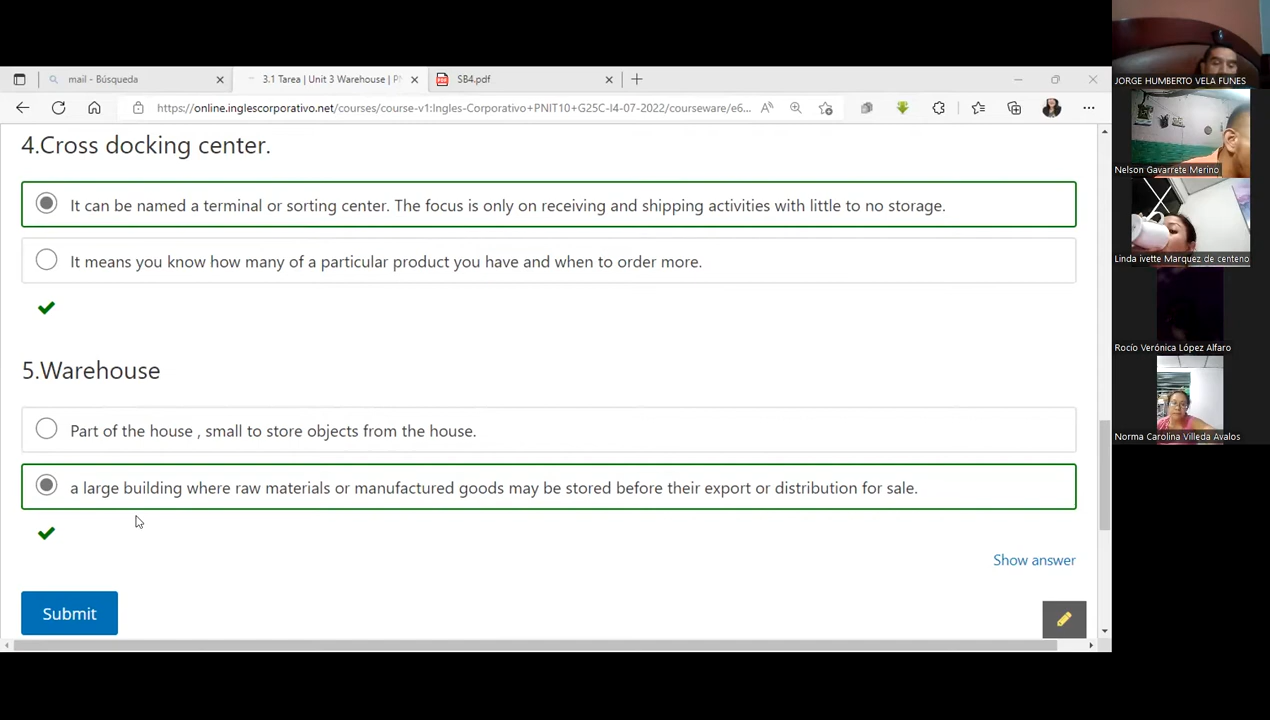 mail - Búsqueda
3.1 Tarea | Unit 3 Warehouse | P
SB4.pdf
https://online.inglescorporativo.net/courses/course-v1:Ingles-Corporativo+PNIT10+G25C-I4-07-2022/courseware/e6...
4.Cross docking center.
It can be named a terminal or sorting center. The focus is only on receiving and shipping activities with little to no storage.
It means you know how many of a particular product you have and when to order more.
5.Warehouse
Part of the house , small to store objects from the house.
a large building where raw materials or manufactured goods may be stored before their export or distribution for sale.
Show answer
Submit
JORGE HUMBERTO VELA FUNES
Nelson Gavarrete Merino
Linda ivette Marquez de centeno
Rocío Verónica López Alfaro
Norma Carolina Villeda Avalos